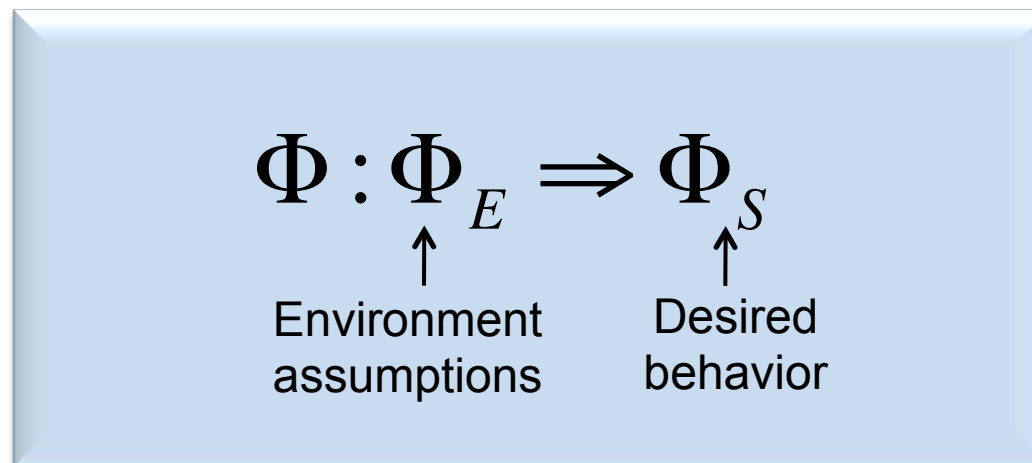 Φ : Φ_E ⇒ Φ_S
Environment assumptions
Desired behavior